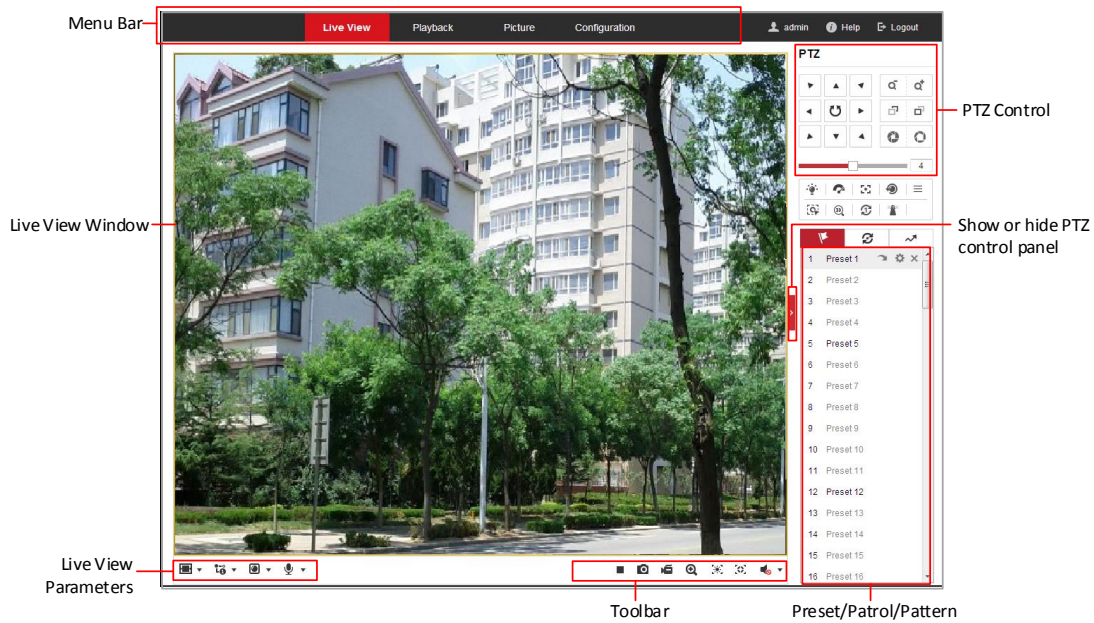 Menu Bar
Live View Playback Picture Configuration admin Help Logout
PTZ
PTZ Control
4
Live View Window
Show or hide PTZ
control panel
1 Preset 1
2 Preset 2
3 Preset 3
4 Preset 4
5 Preset 5
6 Preset 6
7 Preset 7
8 Preset 8
9 Preset 9
10 Preset 10
11 Preset 11
12 Preset 12
13 Preset 13
14 Preset 14
15 Preset 15
16 Preset 16
Live View
Parameters
Toolbar
Preset/Patrol/Pattern